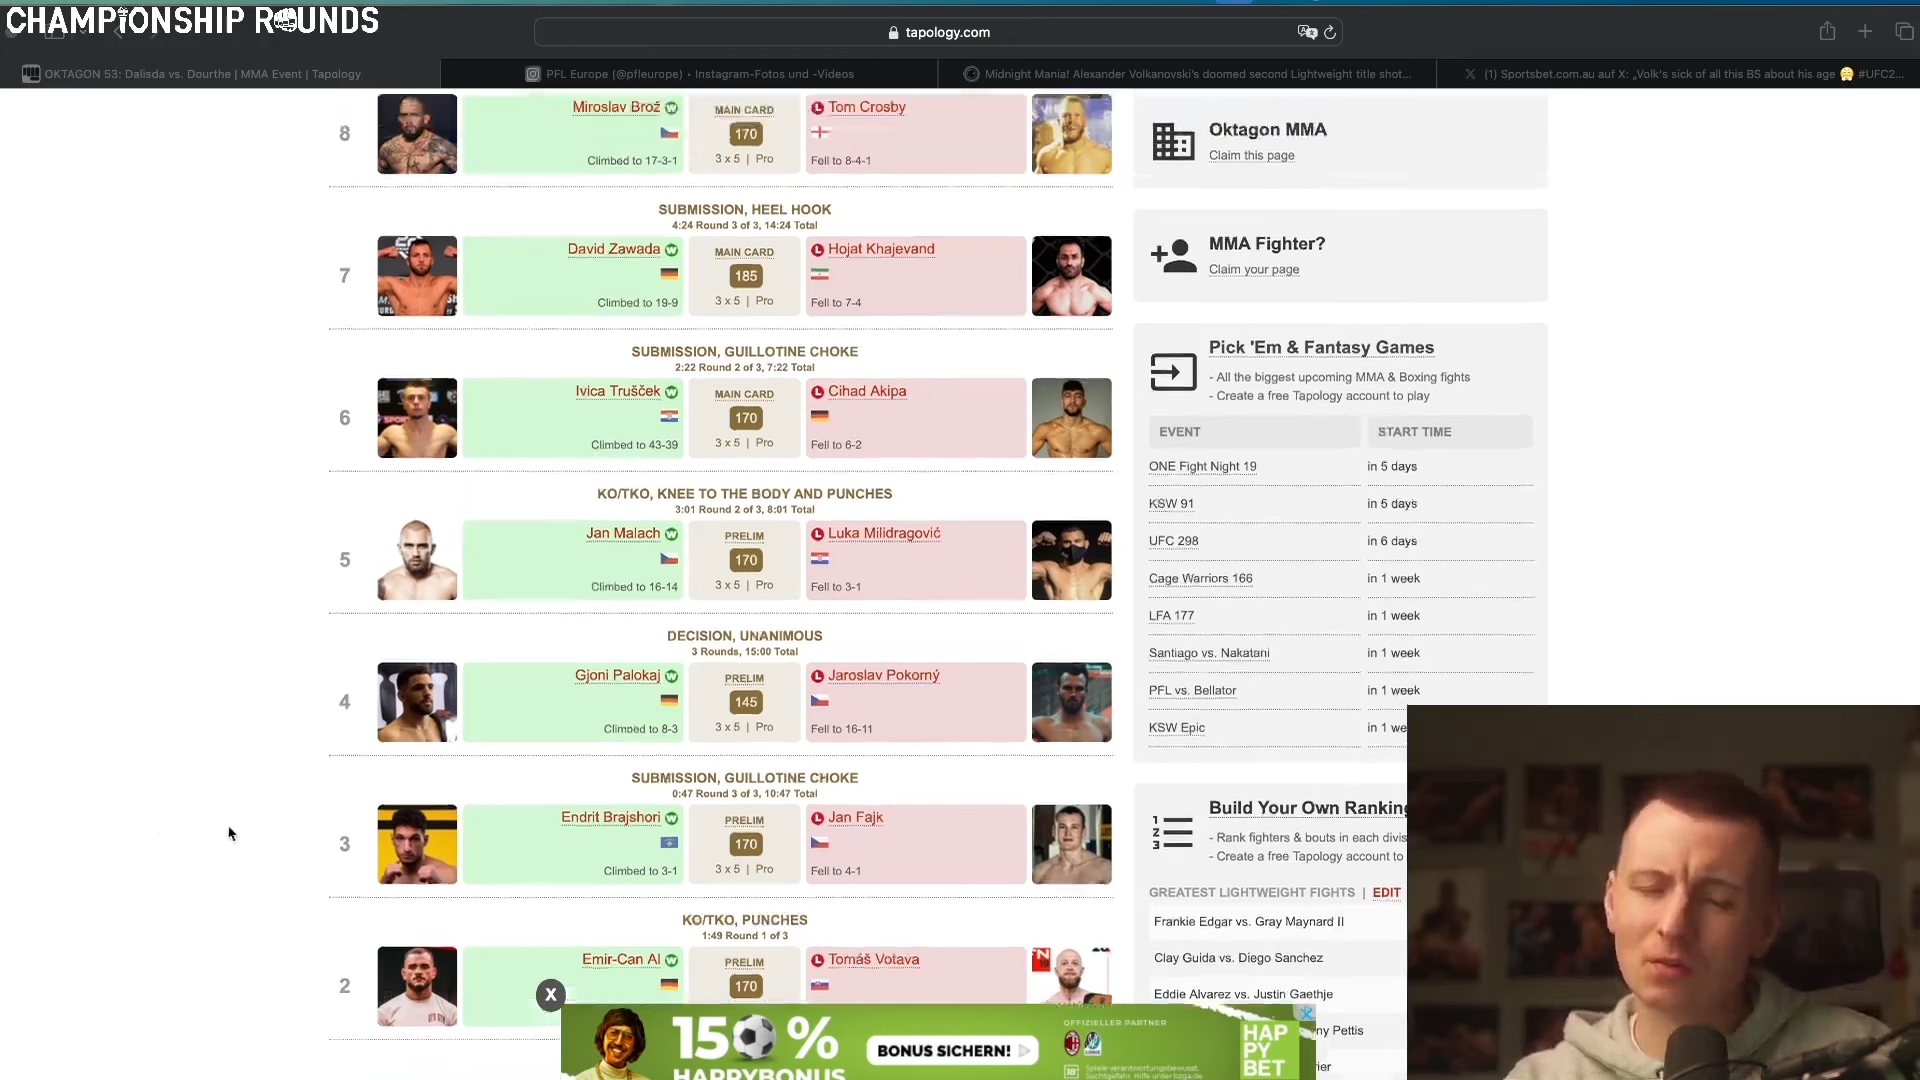 CHAMPIONSHIP ROUNDS
tapology.com
OKTAGON 53: Dalisda vs. Dourthe | MMA Event | Tapology
PFL Europe (@pfleurope) • Instagram-Fotos und -Videos
Midnight Mania! Alexander Volkanovski's doomed second Lightweight title shot...
(1) Sportsbet.com.au auf X: „Volk's sick of all this BS about his age 😤 #UFC2...
8
Miroslav Brož W
Climbed to 17-3-1
MAIN CARD
170
3 x 5 | Pro
L Tom Crosby
Fell to 8-4-1
SUBMISSION, HEEL HOOK
4:24 Round 3 of 3, 14:24 Total
7
David Zawada W
Climbed to 19-9
MAIN CARD
185
3 x 5 | Pro
L Hojat Khajevand
Fell to 7-4
SUBMISSION, GUILLOTINE CHOKE
2:22 Round 2 of 3, 7:22 Total
6
Ivica Trušček W
Climbed to 43-39
MAIN CARD
170
3 x 5 | Pro
L Cihad Akipa
Fell to 6-2
KO/TKO, KNEE TO THE BODY AND PUNCHES
3:01 Round 2 of 3, 8:01 Total
5
Jan Malach W
Climbed to 16-14
PRELIM
170
3 x 5 | Pro
L Luka Milidragović
Fell to 3-1
DECISION, UNANIMOUS
3 Rounds, 15:00 Total
4
Gjoni Palokaj W
Climbed to 8-3
PRELIM
145
3 x 5 | Pro
L Jaroslav Pokorný
Fell to 16-11
SUBMISSION, GUILLOTINE CHOKE
0:47 Round 3 of 3, 10:47 Total
3
Endrit Brajshori W
Climbed to 3-1
PRELIM
170
3 x 5 | Pro
L Jan Fajk
Fell to 4-1
KO/TKO, PUNCHES
1:49 Round 1 of 3
2
Emir-Can Al W
PRELIM
170
L Tomáš Votava
Oktagon MMA
Claim this page
MMA Fighter?
Claim your page
Pick 'Em & Fantasy Games
- All the biggest upcoming MMA & Boxing fights
- Create a free Tapology account to play
EVENT START TIME
ONE Fight Night 19 in 5 days
KSW 91 in 5 days
UFC 298 in 6 days
Cage Warriors 166 in 1 week
LFA 177 in 1 week
Santiago vs. Nakatani in 1 week
PFL vs. Bellator in 1 week
KSW Epic in 1 we
Build Your Own Ranking
1 2 3
- Rank fighters & bouts in each divis
- Create a free Tapology account to
GREATEST LIGHTWEIGHT FIGHTS | EDIT
Frankie Edgar vs. Gray Maynard II
Clay Guida vs. Diego Sanchez
Eddie Alvarez vs. Justin Gaethje
ny Pettis
ier
X
150 %
HAPPYBONUS
BONUS SICHERN!
OFFIZIELLER PARTNER
18+
Spiele verantwortungsbewusst.
HAP
PY
BET